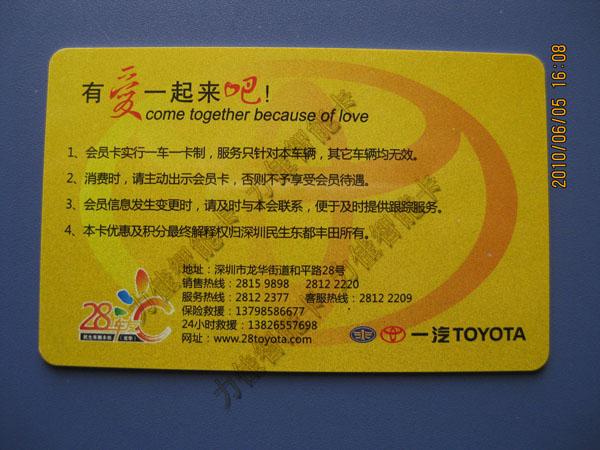 有爱一起来吧!
come together because of love
1、会员卡实行一车一卡制，服务只针对本车辆，其它车辆均无效。
2、消费时，请主动出示会员卡，否则不予享受会员待遇。
3、会员信息发生变更时，请及时与本会联系，便于及时提供跟踪服务。
4、本卡优惠及积分最终解释权归深圳民生东都丰田所有。
地址：深圳市龙华街道和平路28号
销售热线：2815 9898 2812 2220
服务热线：2812 2377 客服热线：2812 2209
保险救援：13798586677
24小时救援：13826557698
网址：www.28toyota.com
28
一汽TOYOTA
2010/06/05 16:08